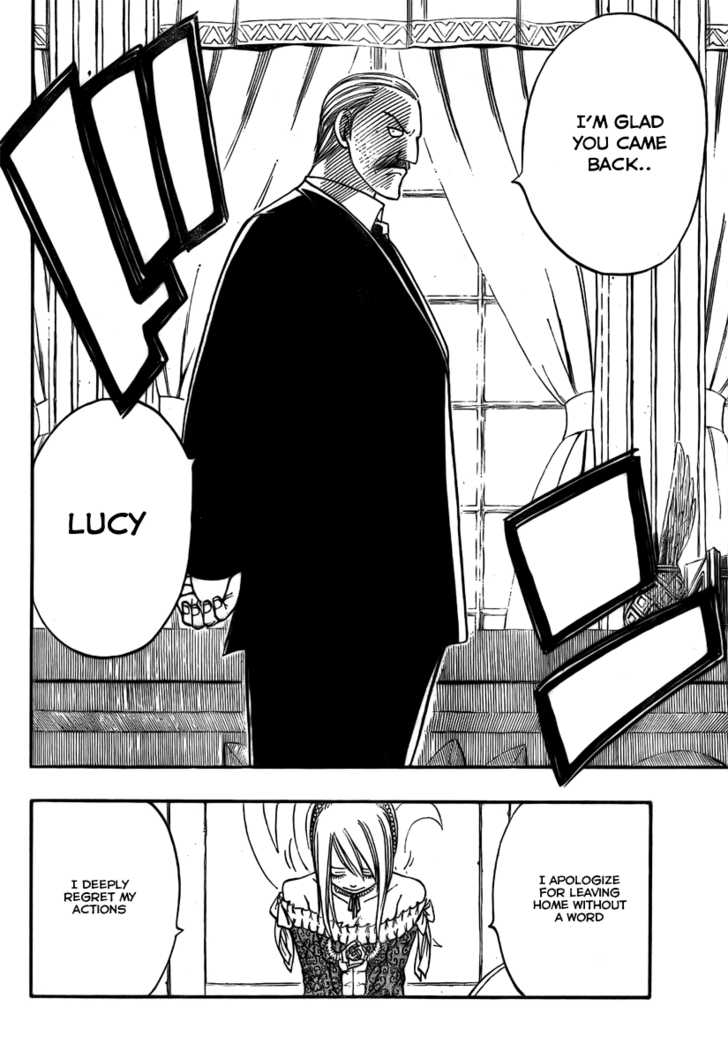 I'M GLAD
YOU CAME
BACK..
LUCY
I APOLOGIZE
FOR LEAVING
HOME WITHOUT
A WORD
I DEEPLY
REGRET MY
ACTIONS